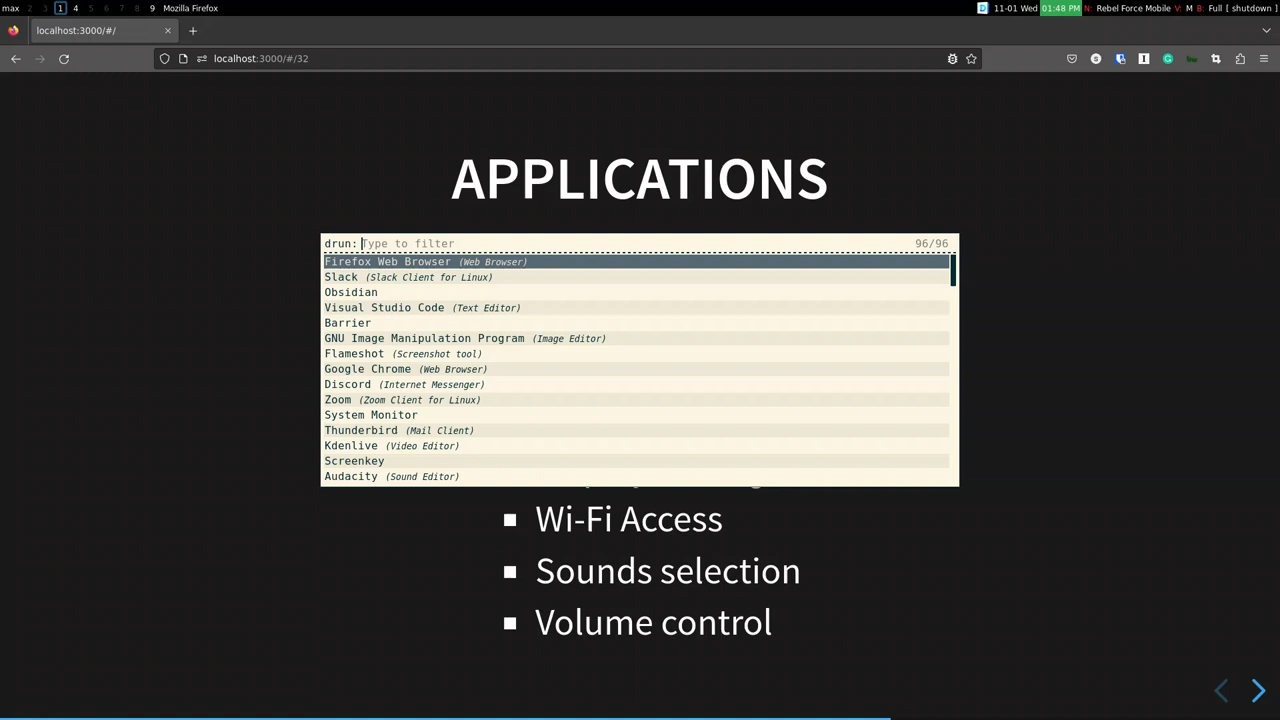 max 2 3 1 4 5 6 7 8 9 Mozilla Firefox 11-01 Wed 01:48 PM N: Rebel Force Mobile V: M B: Full [ shutdown ]
localhost:3000/#/
localhost:3000/#/32
APPLICATIONS
drun: Type to filter 96/96
Firefox Web Browser (Web Browser)
Slack (Slack Client for Linux)
Obsidian
Visual Studio Code (Text Editor)
Barrier
GNU Image Manipulation Program (Image Editor)
Flameshot (Screenshot tool)
Google Chrome (Web Browser)
Discord (Internet Messenger)
Zoom (Zoom Client for Linux)
System Monitor
Thunderbird (Mail Client)
Kdenlive (Video Editor)
Screenkey
Audacity (Sound Editor)
Wi-Fi Access
Sounds selection
Volume control